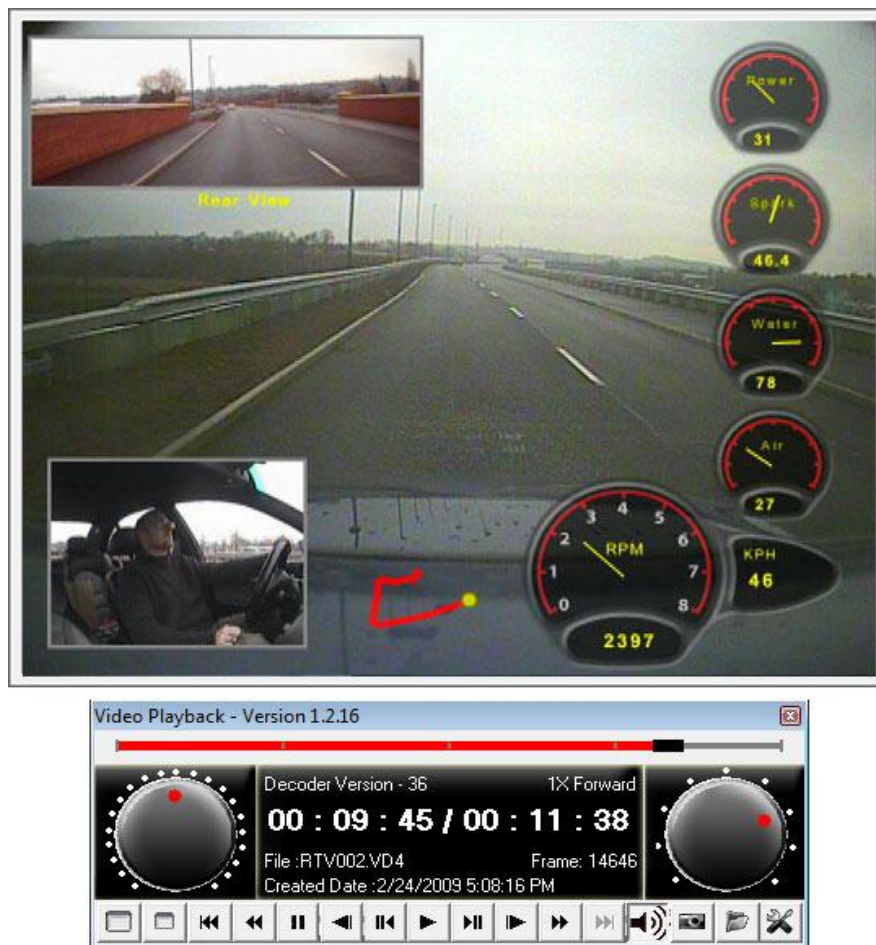 Power
31
Rear View
Spark
46.4
Water
78
Air
27
0 1 2 3 4 5 6 7 8
RPM
2397
KPH
46
Video Playback - Version 1.2.16
Decoder Version - 36 1X Forward
00 : 09 : 45 / 00 : 11 : 38
File :RTV002.VD4 Frame: 14646
Created Date :2/24/2009 5:08:16 PM